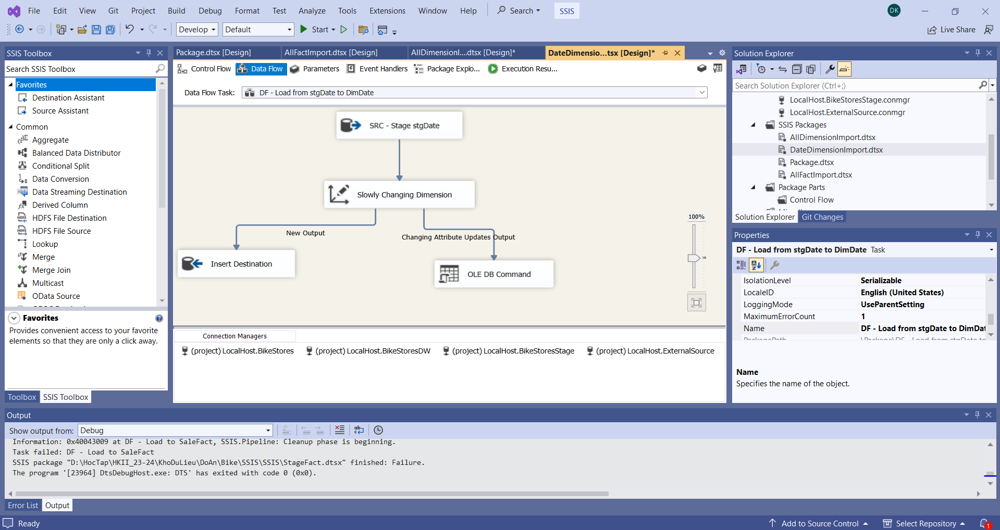 File Edit View Git Project Build Debug Format Test Analyze Tools Extensions Window Help Search SSIS DK
Develop Default Start Live Share
SSIS Toolbox
Search SSIS Toolbox
Favorites
Destination Assistant
Source Assistant
Common
Aggregate
Balanced Data Distributor
Conditional Split
Data Conversion
Data Streaming Destination
Derived Column
HDFS File Destination
HDFS File Source
Lookup
Merge
Merge Join
Multicast
OData Source
Favorites
Provides convenient access to your favorite
elements so that they are only a click away.
Toolbox SSIS Toolbox
Package.dtsx [Design] AllFactImport.dtsx [Design] AllDimensionI....dtsx [Design]* DateDimensio...tsx [Design]*
Control Flow Data Flow Parameters Event Handlers Package Explo... Execution Resu...
Data Flow Task: DF - Load from stgDate to DimDate
SRC - Stage stgDate
Slowly Changing Dimension
New Output
Changing Attribute Updates Output
Insert Destination
OLE DB Command
100%
Connection Managers
(project) LocalHost.BikeStores (project) LocalHost.BikeStoresDW (project) LocalHost.BikeStoresStage (project) LocalHost.ExternalSource
Solution Explorer
Search Solution Explorer (Ctrl+;)
LocalHost.BikeStoresStage.conmgr
LocalHost.ExternalSource.conmgr
SSIS Packages
AllDimensionImport.dtsx
DateDimensionImport.dtsx
Package.dtsx
AllFactImport.dtsx
Package Parts
Control Flow
Solution Explorer Git Changes
Properties
DF - Load from stgDate to DimDate Task
IsolationLevel Serializable
LocaleID English (United States)
LoggingMode UseParentSetting
MaximumErrorCount 1
Name DF - Load from stgDate to DimDat
PackagePath \Package\DF - Load from stgDate to
Name
Specifies the name of the object.
Output
Show output from: Debug
Information: 0x40043009 at DF - Load to SaleFact, SSIS.Pipeline: Cleanup phase is beginning.
Task failed: DF - Load to SaleFact
SSIS package "D:\HocTap\HKII_23-24\KhoDuLieu\DoAn\Bike\SSIS\SSIS\StageFact.dtsx" finished: Failure.
The program '[23964] DtsDebugHost.exe: DTS' has exited with code 0 (0x0).
Error List Output
Ready Add to Source Control Select Repository 1